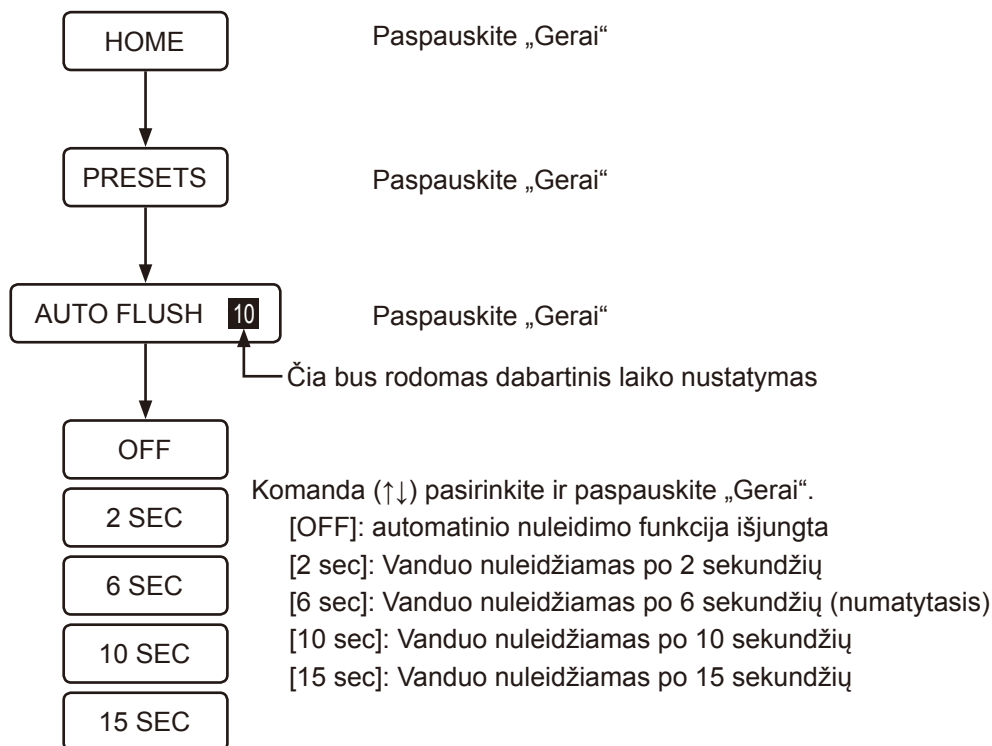 HOME
Paspauskite „Gerai“
PRESETS
Paspauskite „Gerai“
AUTO FLUSH 10
Paspauskite „Gerai“
Čia bus rodomas dabartinis laiko nustatymas
OFF
2 SEC
6 SEC
10 SEC
15 SEC
Komanda (↑↓) pasirinkite ir paspauskite „Gerai“.
[OFF]: automatinio nuleidimo funkcija išjungta
[2 sec]: Vanduo nuleidžiamas po 2 sekundžių
[6 sec]: Vanduo nuleidžiamas po 6 sekundžių (numatytasis)
[10 sec]: Vanduo nuleidžiamas po 10 sekundžių
[15 sec]: Vanduo nuleidžiamas po 15 sekundžių